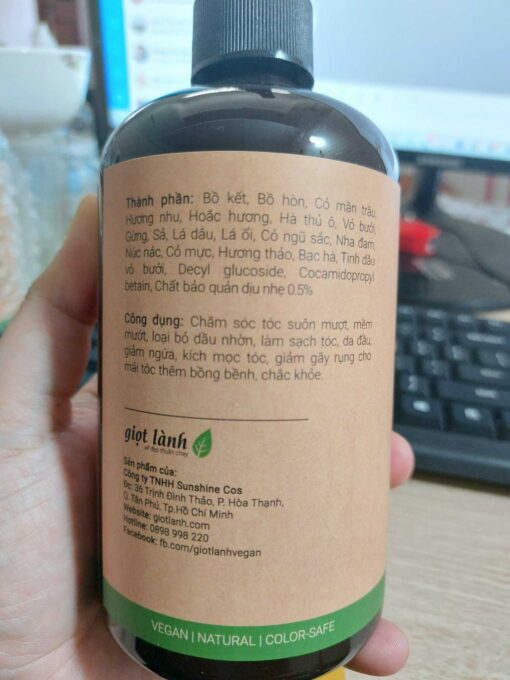 Thành phần: Bồ kết, Bồ hòn, Cỏ mần trầu,
Hương nhu, Hoắc hương, Hà thủ ô, Vỏ bưởi,
Gừng, Sả, Lá dâu, Lá ổi, Cỏ ngũ sắc, Nha đam,
Núc nác, Cỏ mực, Hương thảo, Bạc hà, Tinh dầu
vỏ bưởi, Decyl glucoside, Cocamidopropyl
betain, Chất bảo quản dịu nhẹ 0.5%
Công dụng: Chăm sóc tóc suôn mượt, mềm
mướt, loại bỏ dầu nhờn, làm sạch tóc, da đầu,
giảm ngứa, kích mọc tóc, giảm gãy rụng cho
mái tóc thêm bồng bềnh, chắc khỏe.
giọt lành
vẻ đẹp thuần chay
Sản phẩm của:
Công ty TNHH Sunshine Cos
Đc: 36 Trịnh Đình Thảo, P. Hòa Thạnh,
Q. Tân Phú, Tp.Hồ Chí Minh
Website: giotlanh.com
Hotline: 0898 998 220
Facebook: fb.com/giotlanhvegan
VEGAN | NATURAL | COLOR-SAFE